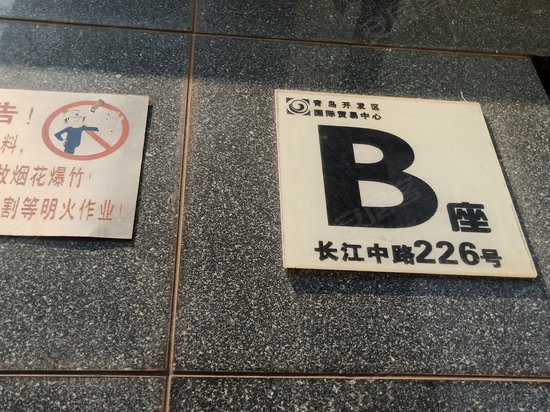 告！
料，
放烟花爆竹！
割等明火作业！
青岛开发区
国际贸易中心
B座
长江中路226号